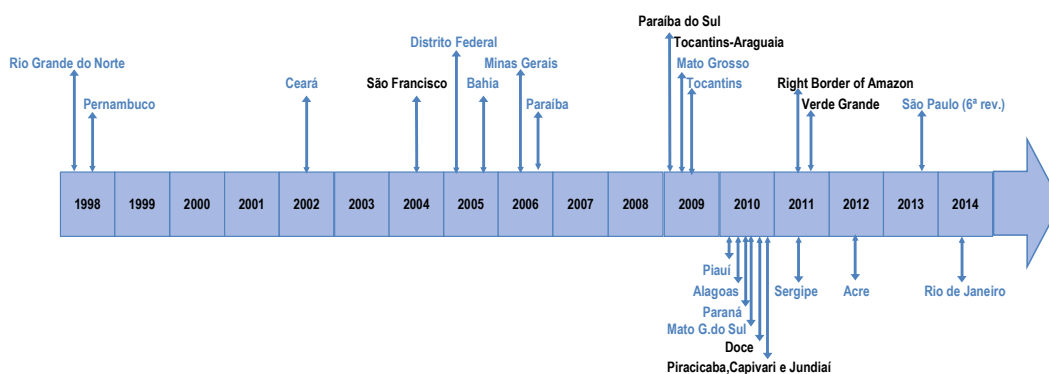 Paraíba do Sul
Distrito Federal
Tocantins-Araguaia
Rio Grande do Norte
Minas Gerais
Mato Grosso
Ceará
São Francisco
Bahia
Tocantins
Right Border of Amazon
Pernambuco
Paraíba
Verde Grande
São Paulo (6ª rev.)
1998 1999 2000 2001 2002 2003 2004 2005 2006 2007 2008 2009 2010 2011 2012 2013 2014
Piauí
Alagoas
Sergipe
Acre
Rio de Janeiro
Paraná
Mato G.do Sul
Doce
Piracicaba,Capivari e Jundiaí